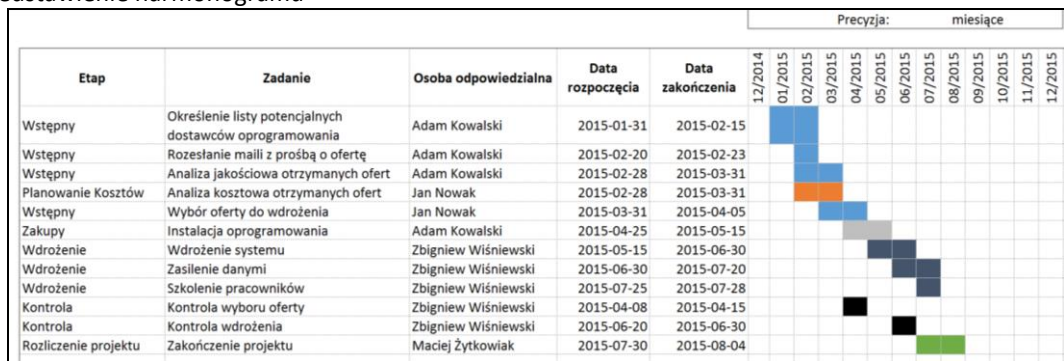 zestawienie harmonogramu
Precyzja: miesiące
Etap Zadanie Osoba odpowiedzialna Data rozpoczęcia Data zakończenia 12/2014 01/2015 02/2015 03/2015 04/2015 05/2015 06/2015 07/2015 08/2015 09/2015 10/2015 11/2015 12/2015
Wstępny Określenie listy potencjalnych dostawców oprogramowania Adam Kowalski 2015-01-31 2015-02-15
Wstępny Rozesłanie maili z prośbą o ofertę Adam Kowalski 2015-02-20 2015-02-23
Wstępny Analiza jakościowa otrzymanych ofert Adam Kowalski 2015-02-28 2015-03-31
Planowanie Kosztów Analiza kosztowa otrzymanych ofert Jan Nowak 2015-02-28 2015-03-31
Wstępny Wybór oferty do wdrożenia Jan Nowak 2015-03-31 2015-04-05
Zakupy Instalacja oprogramowania Adam Kowalski 2015-04-25 2015-05-15
Wdrożenie Wdrożenie systemu Zbigniew Wiśniewski 2015-05-15 2015-06-30
Wdrożenie Zasilenie danymi Zbigniew Wiśniewski 2015-06-30 2015-07-20
Wdrożenie Szkolenie pracowników Zbigniew Wiśniewski 2015-07-25 2015-07-28
Kontrola Kontrola wyboru oferty Zbigniew Wiśniewski 2015-04-08 2015-04-15
Kontrola Kontrola wdrożenia Zbigniew Wiśniewski 2015-06-20 2015-06-30
Rozliczenie projektu Zakończenie projektu Maciej Żytkowiak 2015-07-30 2015-08-04